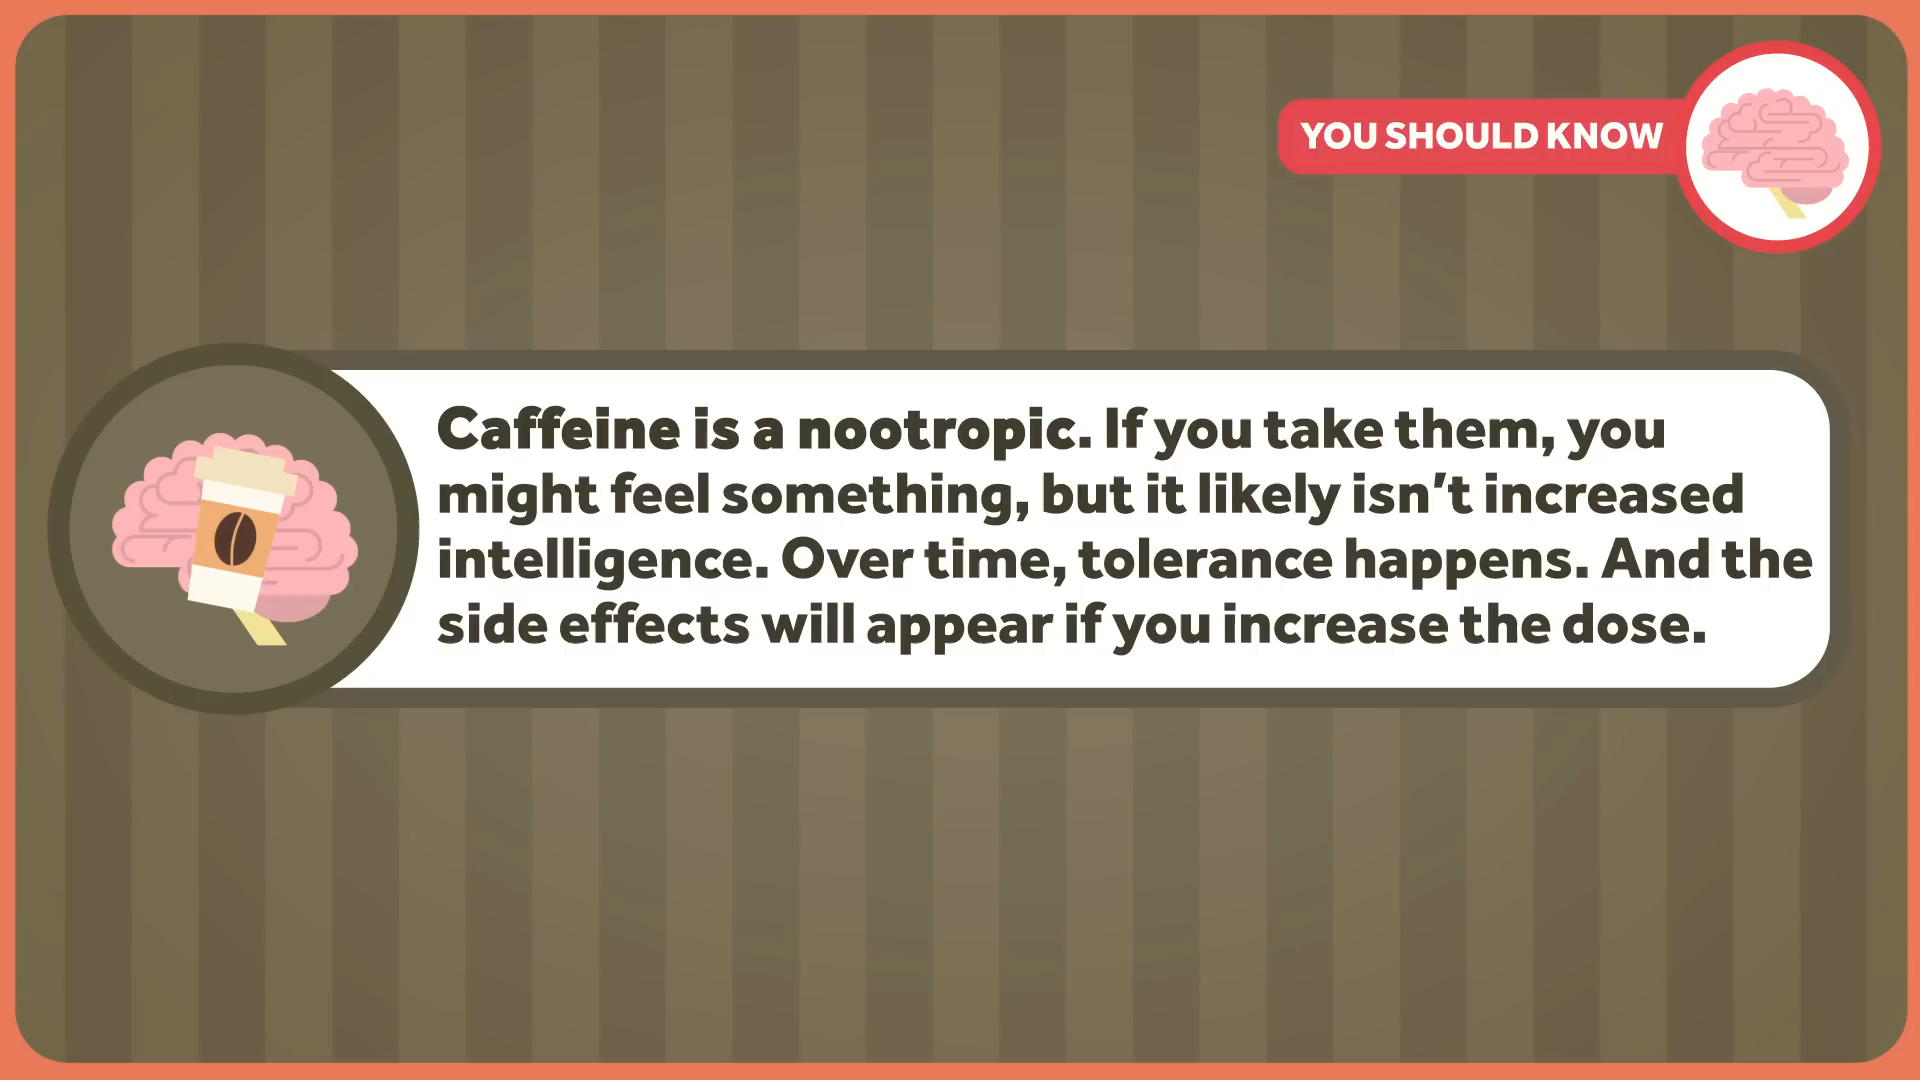 YOU SHOULD KNOW
Caffeine is a nootropic. If you take them, you
might feel something, but it likely isn’t increased
intelligence. Over time, tolerance happens. And the
side effects will appear if you increase the dose.